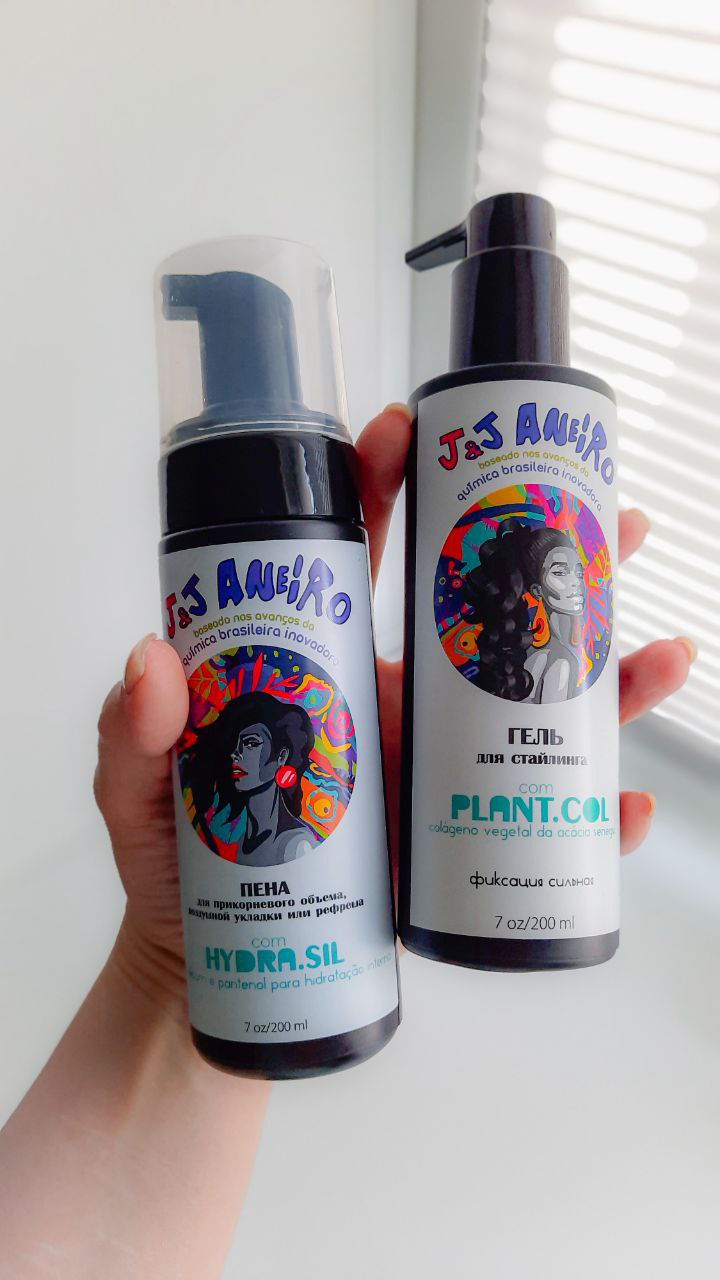 J&J ANEIRO
baseado nos avanços da
química brasileira inovadora
ПЕНА
для прикорневого объема,
воздушной укладки или рефреша
com
HYDRA.SIL
e pantenol para hidratação
7 oz/200 ml
J&J ANEIRO
baseado nos avanços da
química brasileira inovadora
ГЕЛЬ
для стайлинга
com
PLANT.COL
colágeno vegetal da acácia
фиксация сильная
7 oz/200 ml